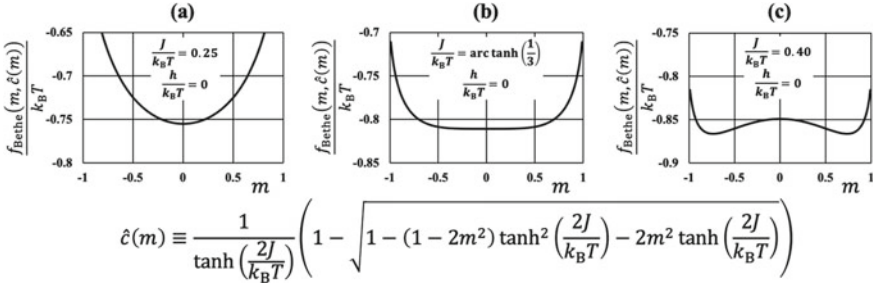 (a)
(b)
(c)
f_Bethe(m, ĉ(m)) / k_BT
-0.65
-0.7
-0.75
-0.8
J/k_BT = 0.25
h/k_BT = 0
-1 -0.5 0 0.5 1
m
f_Bethe(m, ĉ(m)) / k_BT
-0.7
-0.75
-0.8
-0.85
J/k_BT = arc tanh(1/3)
h/k_BT = 0
-1 -0.5 0 0.5 1
m
f_Bethe(m, ĉ(m)) / k_BT
-0.75
-0.8
-0.85
-0.9
J/k_BT = 0.40
h/k_BT = 0
-1 -0.5 0 0.5 1
m
ĉ(m) ≡ 1/tanh(2J/k_BT) (1 − √(1 − (1 − 2m²) tanh²(2J/k_BT) − 2m² tanh(2J/k_BT)))